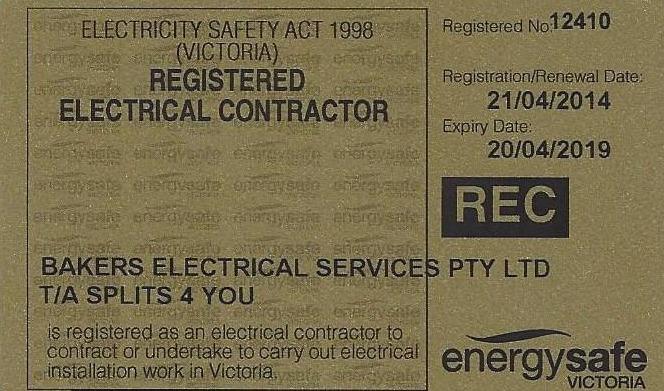 ELECTRICITY SAFETY ACT 1998
(VICTORIA)
REGISTERED
ELECTRICAL CONTRACTOR
Registered No: 12410
Registration/Renewal Date:
21/04/2014
Expiry Date:
20/04/2019
REC
BAKERS ELECTRICAL SERVICES PTY LTD
T/A SPLITS 4 YOU
is registered as an electrical contractor to
contract or undertake to carry out electrical
installation work in Victoria.
energysafe
VICTORIA